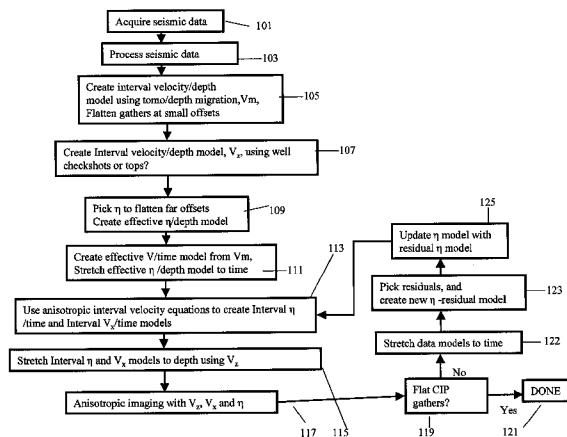 Acquire seismic data
101
Process seismic data
103
Create interval velocity/depth
model using tomo/depth migration,Vm,
Flatten gathers at small offsets
105
Create Interval velocity/depth model, Vz, using well
checkshots or tops?
107
Pick η to flatten far offsets
Create effective η/depth model
109
Create effective V/time model from Vm,
Stretch effective η /depth model to time
111
113
Use anisotropic interval velocity equations to create Interval η
/time and Interval Vx/time models
Stretch Interval η and Vx models to depth using Vz
115
Anisotropic imaging with Vz, Vx and η
117
Flat CIP
gathers?
119
Yes
DONE
121
No
Stretch data models to time
122
Pick residuals, and
create new η -residual model
123
Update η model with
residual η model
125